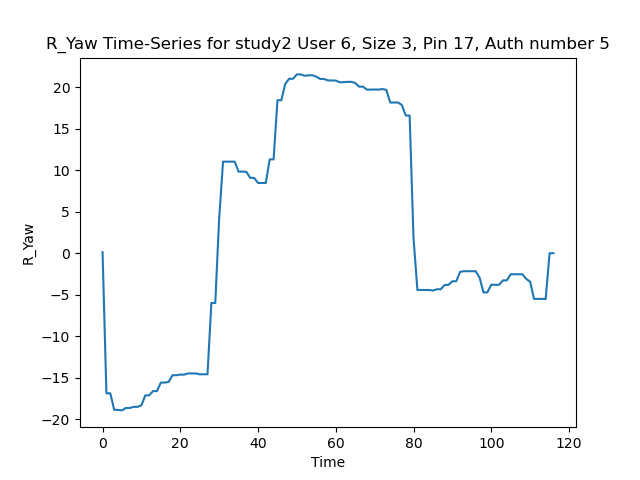 R_Yaw Time-Series for study2 User 6, Size 3, Pin 17, Auth number 5
20
15
10
5
0
−5
−10
−15
−20
R_Yaw
0 20 40 60 80 100 120
Time